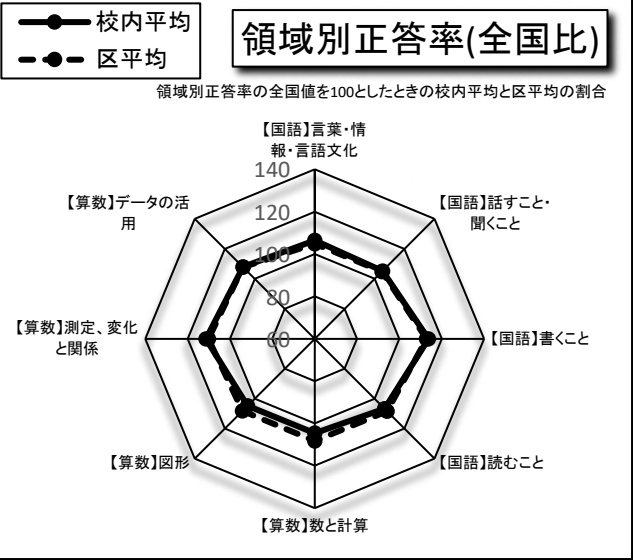 校内平均
区平均
領域別正答率(全国比)
領域別正答率の全国値を100としたときの校内平均と区平均の割合
【国語】言葉・情
報・言語文化
【国語】話すこと・
聞くこと
【国語】書くこと
【国語】読むこと
【算数】数と計算
【算数】図形
【算数】測定、変化
と関係
【算数】データの活
用
140
120
100
80
60